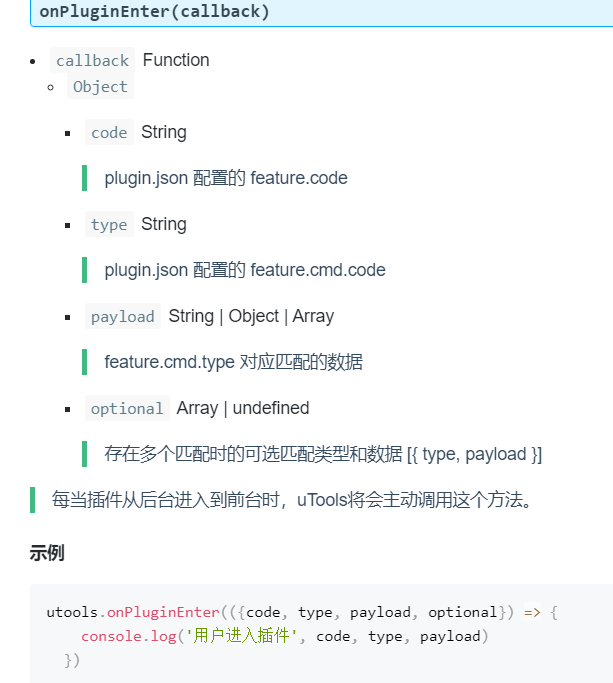 onPluginEnter(callback)
callback Function
Object
code String
plugin.json 配置的 feature.code
type String
plugin.json 配置的 feature.cmd.code
payload String | Object | Array
feature.cmd.type 对应匹配的数据
optional Array | undefined
存在多个匹配时的可选匹配类型和数据 [{ type, payload }]
每当插件从后台进入到前台时，uTools将会主动调用这个方法。
示例
utools.onPluginEnter(({code, type, payload, optional}) => {
console.log('用户进入插件', code, type, payload)
})